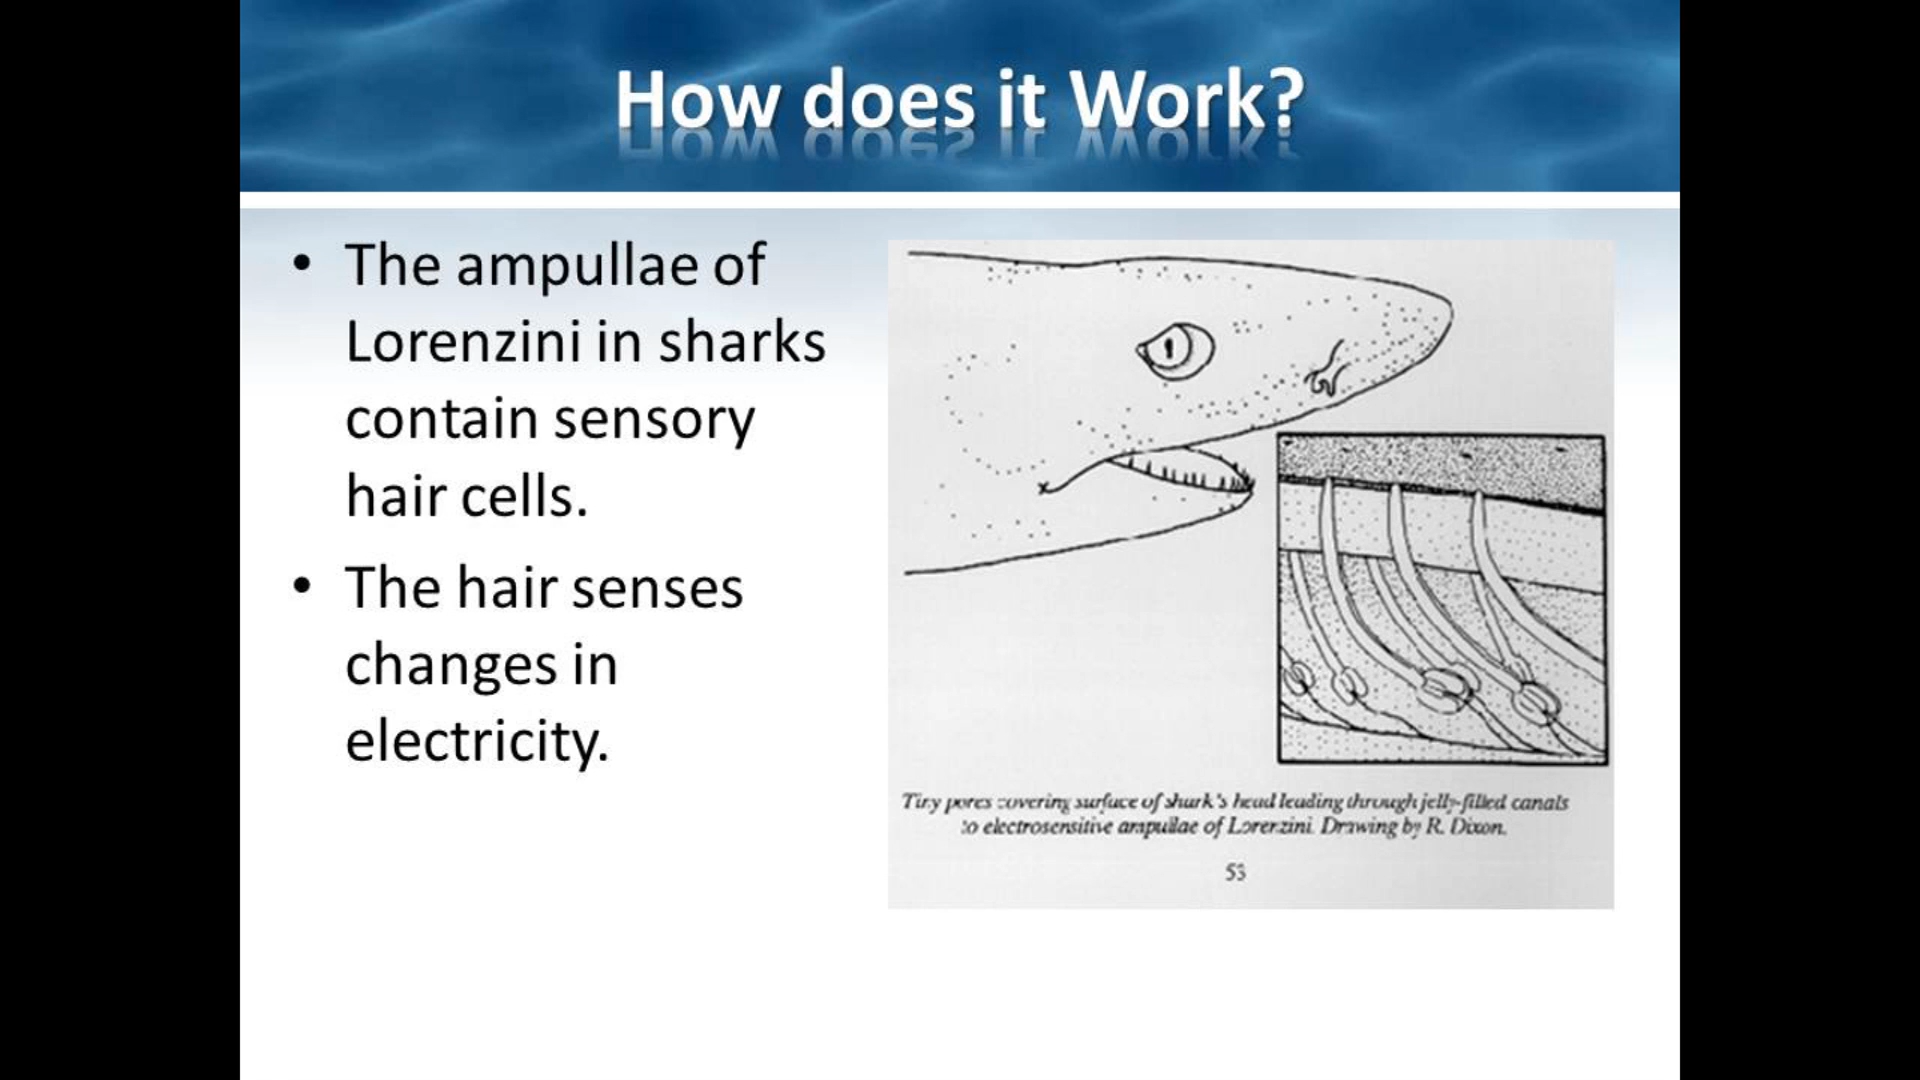 How does it Work?
• The ampullae of
Lorenzini in sharks
contain sensory
hair cells.
• The hair senses
changes in
electricity.
Tiny pores covering surface of shark's head leading through jelly-filled canals
to electrosensitive ampullae of Lorenzini. Drawing by R. Dixon.
53